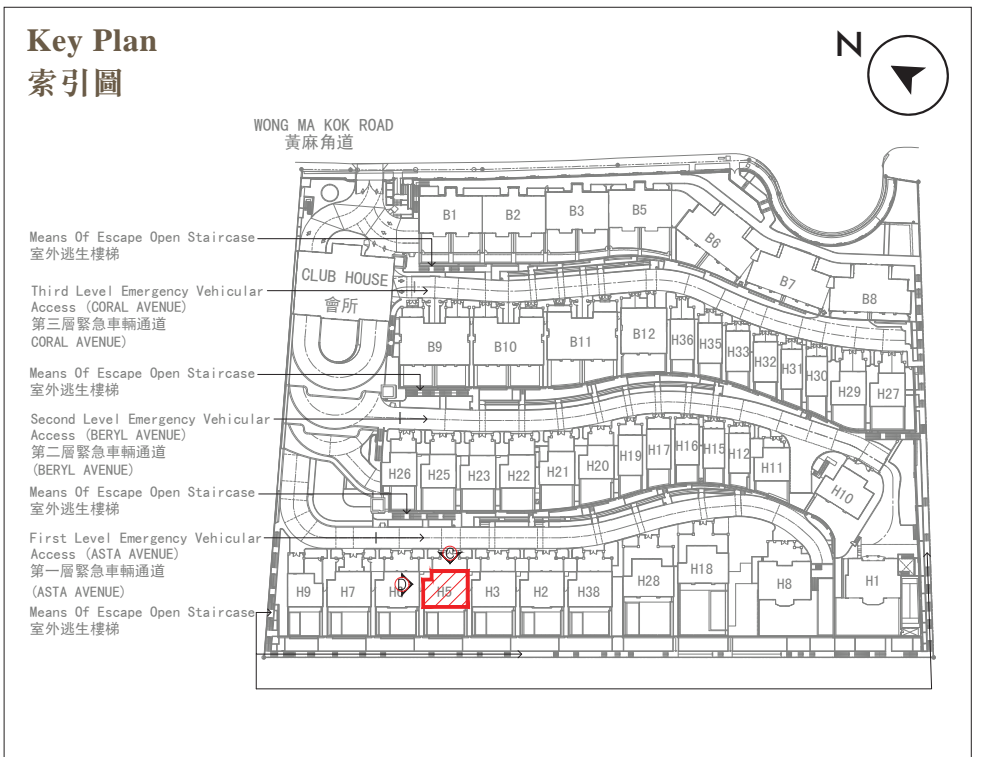 Key Plan
索引圖
N
WONG MA KOK ROAD
黃麻角道
Means Of Escape Open Staircase
室外逃生樓梯
Third Level Emergency Vehicular
Access (CORAL AVENUE)
第三層緊急車輛通道
CORAL AVENUE)
Means Of Escape Open Staircase
室外逃生樓梯
Second Level Emergency Vehicular
Access (BERYL AVENUE)
第二層緊急車輛通道
(BERYL AVENUE)
Means Of Escape Open Staircase
室外逃生樓梯
First Level Emergency Vehicular
Access (ASTA AVENUE)
第一層緊急車輛通道
(ASTA AVENUE)
Means Of Escape Open Staircase
室外逃生樓梯
CLUB HOUSE
會所
B1 B2 B3 B5
B6
B7
B8
B9 B10 B11 B12 H36 H35 H33 H32 H31 H30 H29 H27
H26 H25 H23 H22 H21 H20 H19 H17 H16 H15 H12 H11
H10
H9 H7 H5 H3 H2 H38 H28 H18 H8 H1